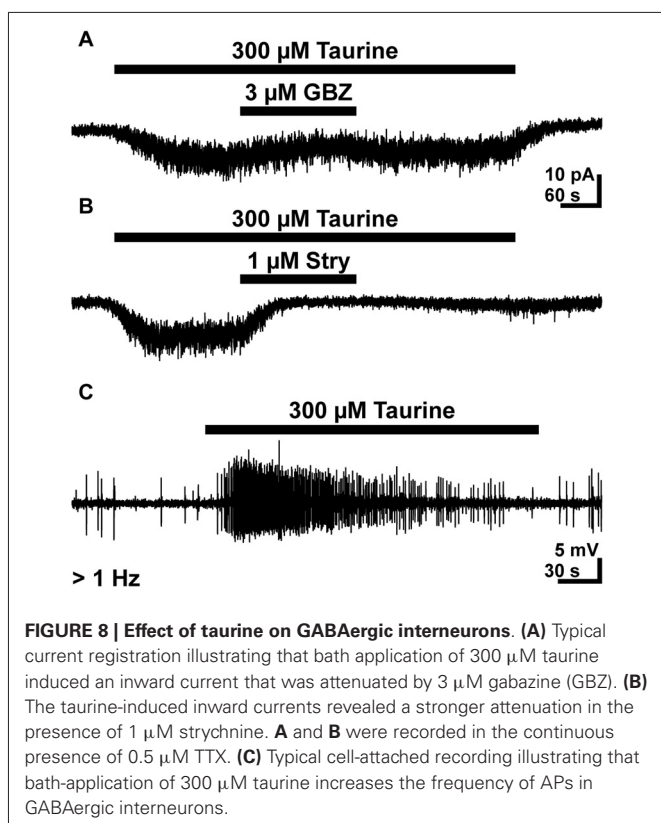 A
300 µM Taurine
3 µM GBZ
10 pA
60 s
B
300 µM Taurine
1 µM Stry
C
300 µM Taurine
5 mV
30 s
> 1 Hz
FIGURE 8 | Effect of taurine on GABAergic interneurons. (A) Typical
current registration illustrating that bath application of 300 µM taurine
induced an inward current that was attenuated by 3 µM gabazine (GBZ). (B)
The taurine-induced inward currents revealed a stronger attenuation in the
presence of 1 µM strychnine. A and B were recorded in the continuous
presence of 0.5 µM TTX. (C) Typical cell-attached recording illustrating that
bath-application of 300 µM taurine increases the frequency of APs in
GABAergic interneurons.